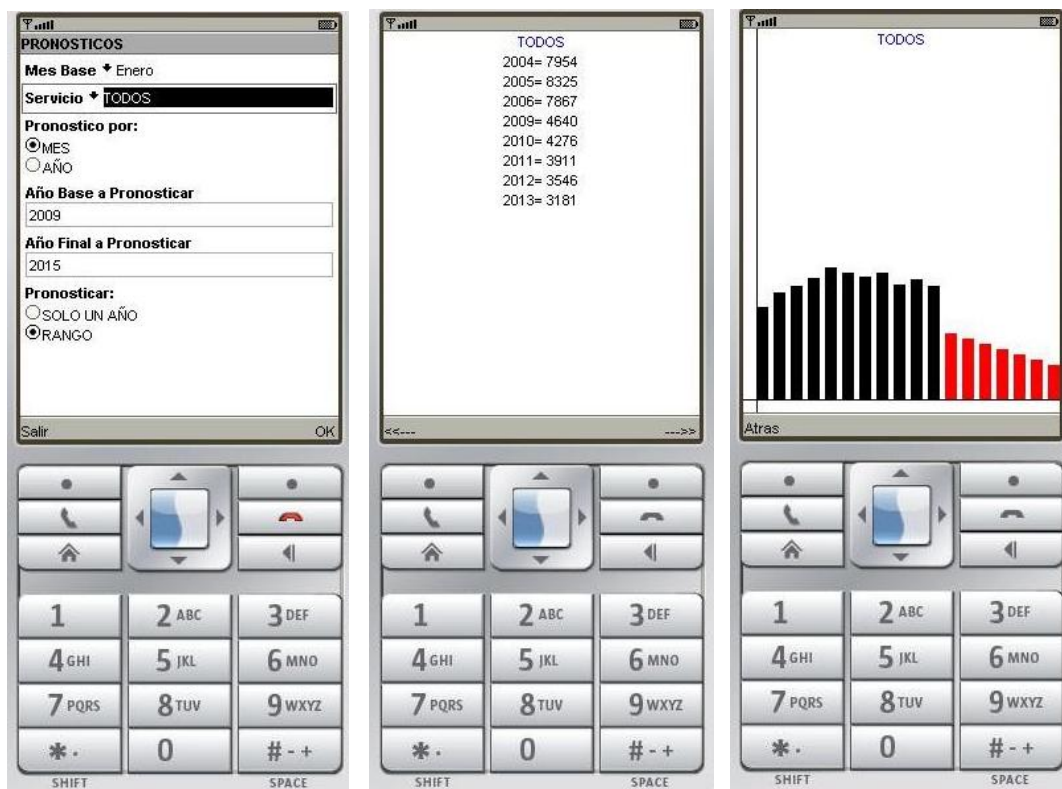 PRONOSTICOS
Mes Base Enero
Servicio TODOS
Pronostico por:
MES
AÑO
Año Base a Pronosticar
2009
Año Final a Pronosticar
2015
Pronosticar:
SOLO UN AÑO
RANGO
Salir OK
1 2 ABC 3 DEF
4 GHI 5 JKL 6 MNO
7 PQRS 8 TUV 9 WXYZ
* . 0 # - +
SHIFT SPACE
TODOS
2004= 7954
2005= 8325
2006= 7867
2009= 4640
2010= 4276
2011= 3911
2012= 3546
2013= 3181
<<--- --->>
1 2 ABC 3 DEF
4 GHI 5 JKL 6 MNO
7 PQRS 8 TUV 9 WXYZ
* . 0 # - +
SHIFT SPACE
TODOS
Atras
1 2 ABC 3 DEF
4 GHI 5 JKL 6 MNO
7 PQRS 8 TUV 9 WXYZ
* . 0 # - +
SHIFT SPACE